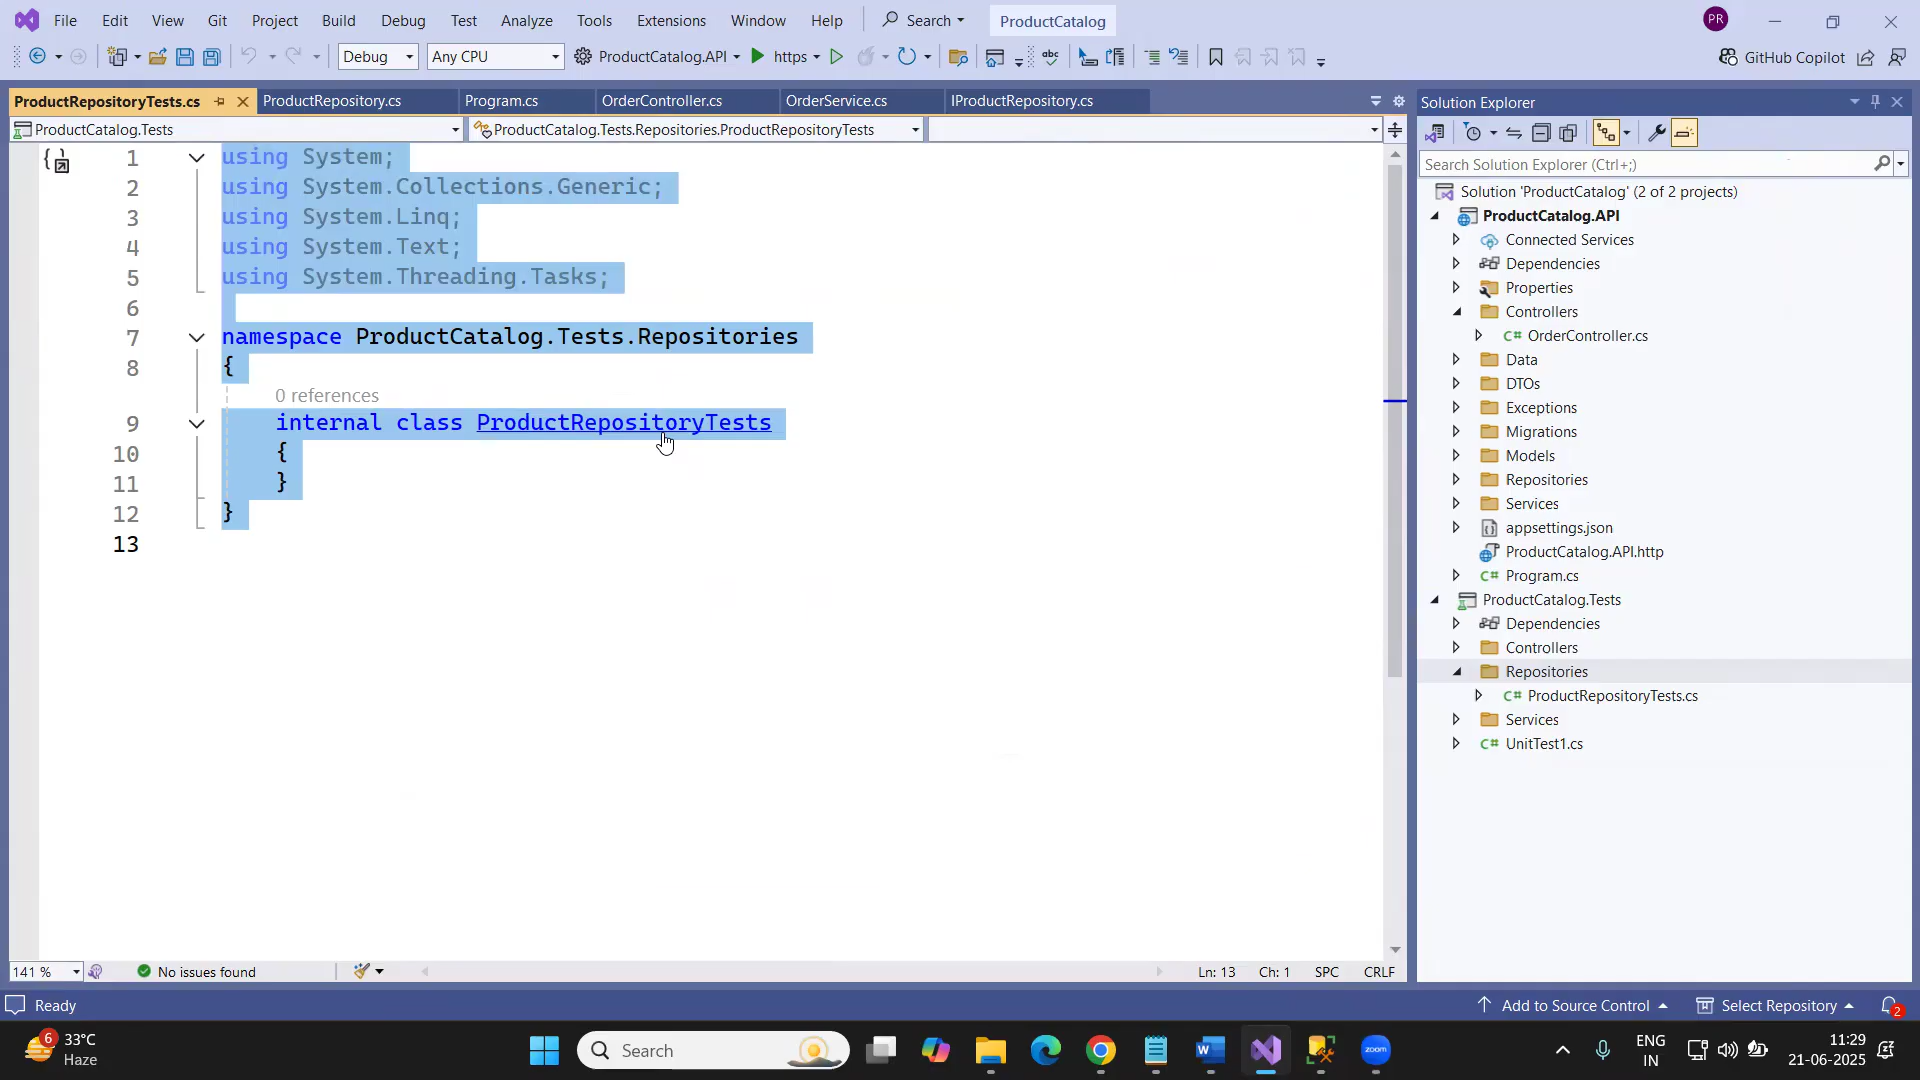 File Edit View Git Project Build Debug Test Analyze Tools Extensions Window Help Search ProductCatalog PR
Debug Any CPU ProductCatalog.API https abc GitHub Copilot
ProductRepositoryTests.cs ProductRepository.cs Program.cs OrderController.cs OrderService.cs IProductRepository.cs
ProductCatalog.Tests ProductCatalog.Tests.Repositories.ProductRepositoryTests
1 using System;
2 using System.Collections.Generic;
3 using System.Linq;
4 using System.Text;
5 using System.Threading.Tasks;
6
7 namespace ProductCatalog.Tests.Repositories
8 {
0 references
9 internal class ProductRepositoryTests
10 {
11 }
12 }
13
141 % No issues found Ln: 13 Ch: 1 SPC CRLF
Solution Explorer
Search Solution Explorer (Ctrl+;)
Solution 'ProductCatalog' (2 of 2 projects)
ProductCatalog.API
Connected Services
Dependencies
Properties
Controllers
C# OrderController.cs
Data
DTOs
Exceptions
Migrations
Models
Repositories
Services
appsettings.json
ProductCatalog.API.http
C# Program.cs
ProductCatalog.Tests
Dependencies
Controllers
Repositories
C# ProductRepositoryTests.cs
Services
C# UnitTest1.cs
Ready Add to Source Control Select Repository 2
6 33°C
Haze
Search
zoom
ENG
IN
11:29
21-06-2025